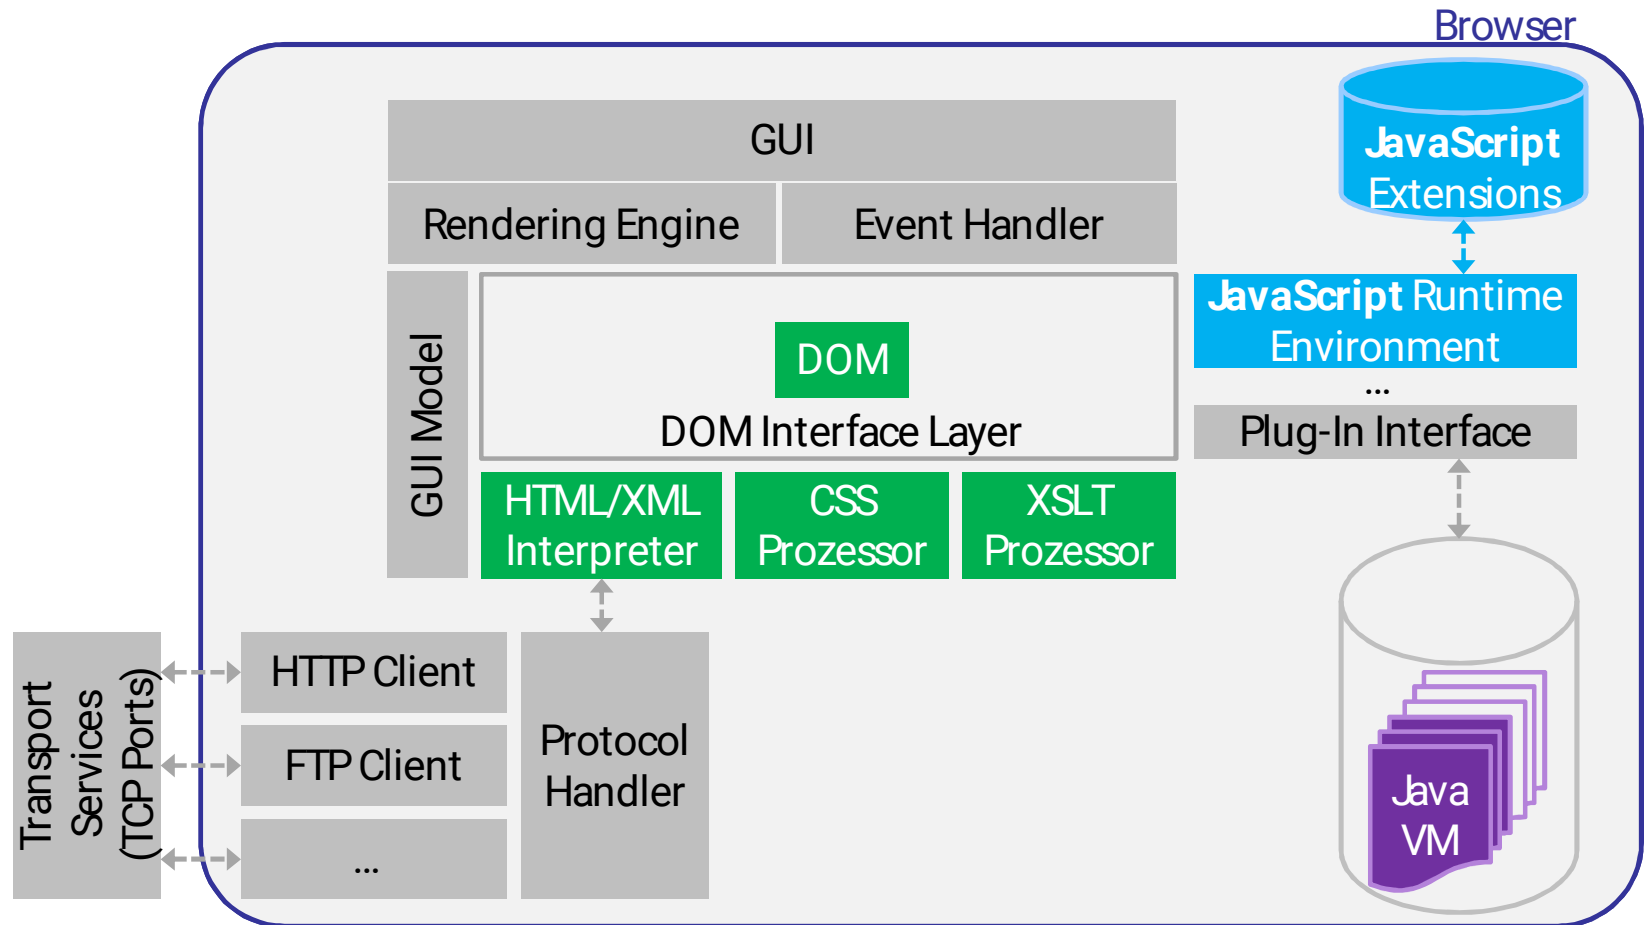 Browser
GUI
Rendering Engine
Event Handler
JavaScript
Extensions
GUI Model
DOM
DOM Interface Layer
JavaScript Runtime
Environment
...
Plug-In Interface
HTML/XML
Interpreter
CSS
Prozessor
XSLT
Prozessor
Transport
Services
(TCP Ports)
HTTP Client
FTP Client
...
Protocol
Handler
Java
VM